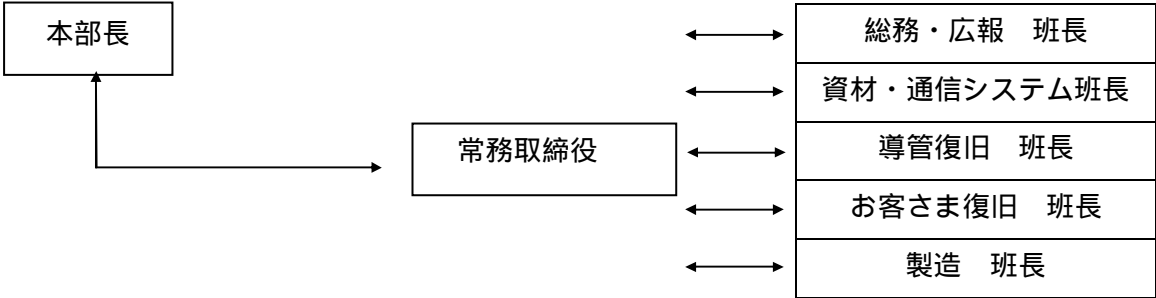 本部長
総務・広報　班長
資材・通信システム班長
常務取締役
導管復旧　班長
お客さま復旧　班長
製造　班長